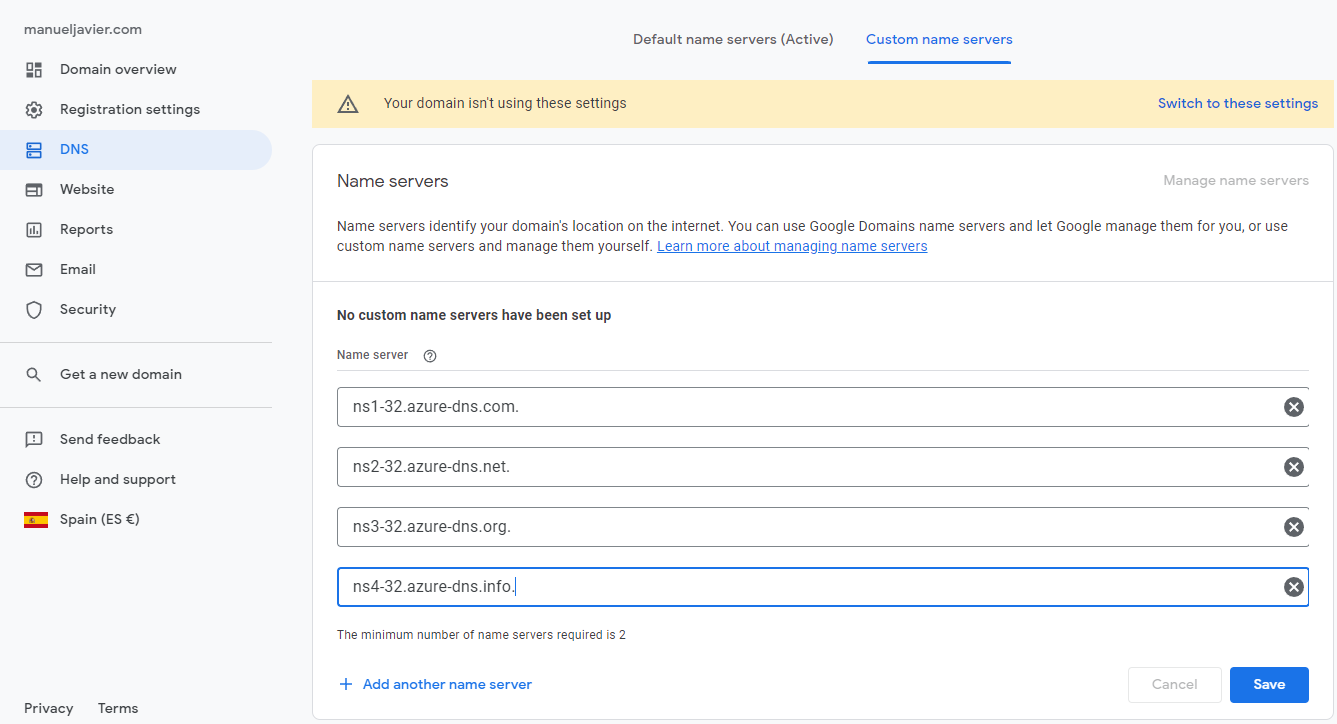 manueljavier.com
Domain overview
Registration settings
DNS
Website
Reports
Email
Security
Get a new domain
Send feedback
Help and support
Spain (ES €)
Privacy Terms
Default name servers (Active) Custom name servers
Your domain isn't using these settings Switch to these settings
Name servers Manage name servers
Name servers identify your domain's location on the internet. You can use Google Domains name servers and let Google manage them for you, or use
custom name servers and manage them yourself. Learn more about managing name servers
No custom name servers have been set up
Name server
ns1-32.azure-dns.com.
ns2-32.azure-dns.net.
ns3-32.azure-dns.org.
ns4-32.azure-dns.info.
The minimum number of name servers required is 2
+ Add another name server Cancel Save